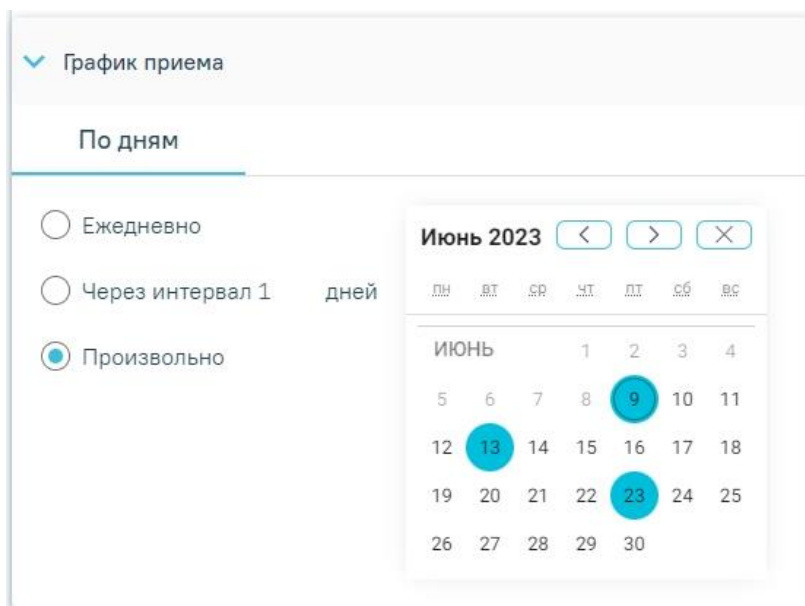 График приема
По дням
Ежедневно
Через интервал 1 дней
Произвольно
Июнь 2023
пн вт ср чт пт сб вс
ИЮНЬ 1 2 3 4
5 6 7 8 9 10 11
12 13 14 15 16 17 18
19 20 21 22 23 24 25
26 27 28 29 30